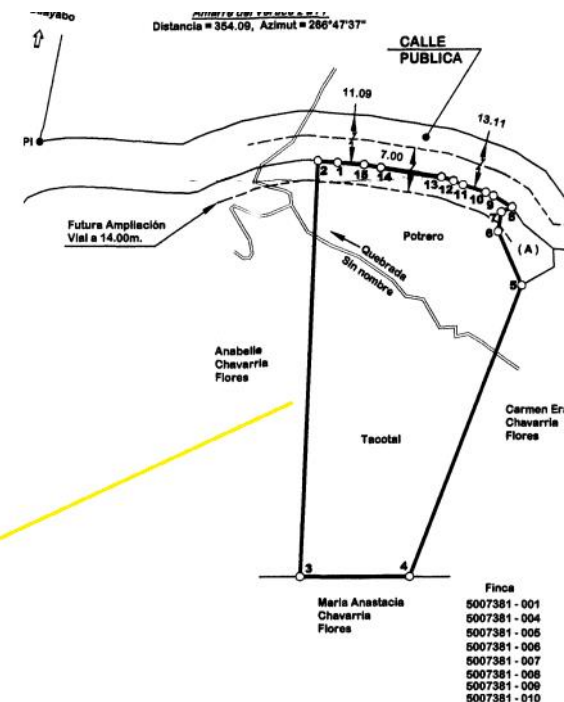 Distancia = 354.09, Azimut = 266°47'37"
CALLE
PUBLICA
11.09
13.11
PI
7.00
2
1
15
14
13
12
11
10
9
8
7
6
5
(A)
Futura Ampliación
Vial a 14.00m.
Potrero
Quebrada
Sin nombre
Anabelle
Chavarria
Flores
Carmen
Chavarria
Flores
Tacotal
3
4
Maria Anastacia
Chavarria
Flores
Finca
5007381 - 001
5007381 - 004
5007381 - 005
5007381 - 006
5007381 - 007
5007381 - 008
5007381 - 009
5007381 - 010